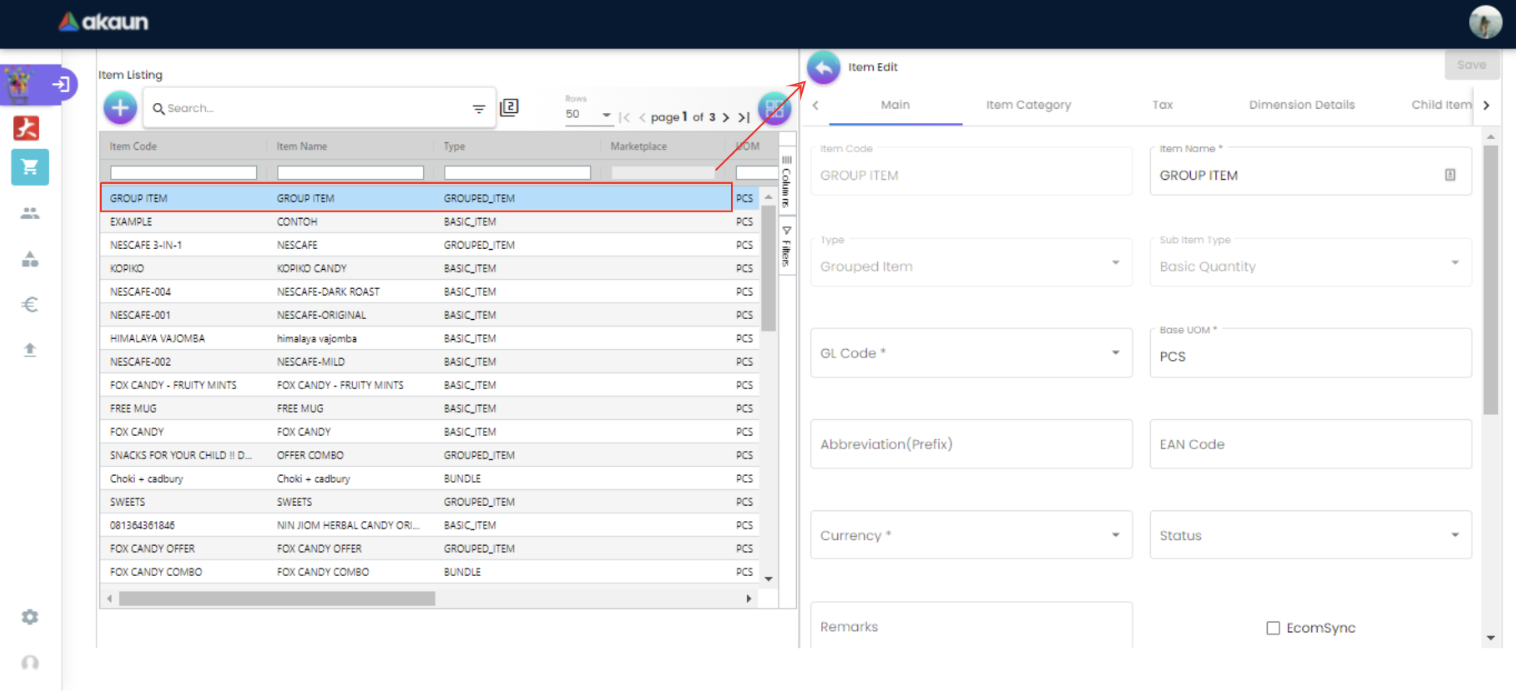 akaun
Item Listing
Search...
2
Rows
50
page 1 of 3
Item Code Item Name Type Marketplace UOM
GROUP ITEM GROUP ITEM GROUPED_ITEM PCS
EXAMPLE CONTOH BASIC_ITEM PCS
NESCAFE 3-IN-1 NESCAFE GROUPED_ITEM PCS
KOPIKO KOPIKO CANDY BASIC_ITEM PCS
NESCAFE-004 NESCAFE-DARK ROAST BASIC_ITEM PCS
NESCAFE-001 NESCAFE-ORIGINAL BASIC_ITEM PCS
HIMALAYA VAJOMBA himalaya vajomba BASIC_ITEM PCS
NESCAFE-002 NESCAFE-MILD BASIC_ITEM PCS
FOX CANDY - FRUITY MINTS FOX CANDY - FRUITY MINTS BASIC_ITEM PCS
FREE MUG FREE MUG BASIC_ITEM PCS
FOX CANDY FOX CANDY BASIC_ITEM PCS
SNACKS FOR YOUR CHILD !! D... OFFER COMBO GROUPED_ITEM PCS
Choki + cadbury Choki + cadbury BUNDLE PCS
SWEETS SWEETS GROUPED_ITEM PCS
081364361846 NIN JIOM HERBAL CANDY ORI... BASIC_ITEM PCS
FOX CANDY OFFER FOX CANDY OFFER GROUPED_ITEM PCS
FOX CANDY COMBO FOX CANDY COMBO BUNDLE PCS
Columns
Filters
Item Edit
Save
Main Item Category Tax Dimension Details Child Item
Item Code
GROUP ITEM
Item Name *
GROUP ITEM
Type
Grouped Item
Sub Item Type
Basic Quantity
GL Code *
Base UOM *
PCS
Abbreviation(Prefix)
EAN Code
Currency *
Status
Remarks
EcomSync